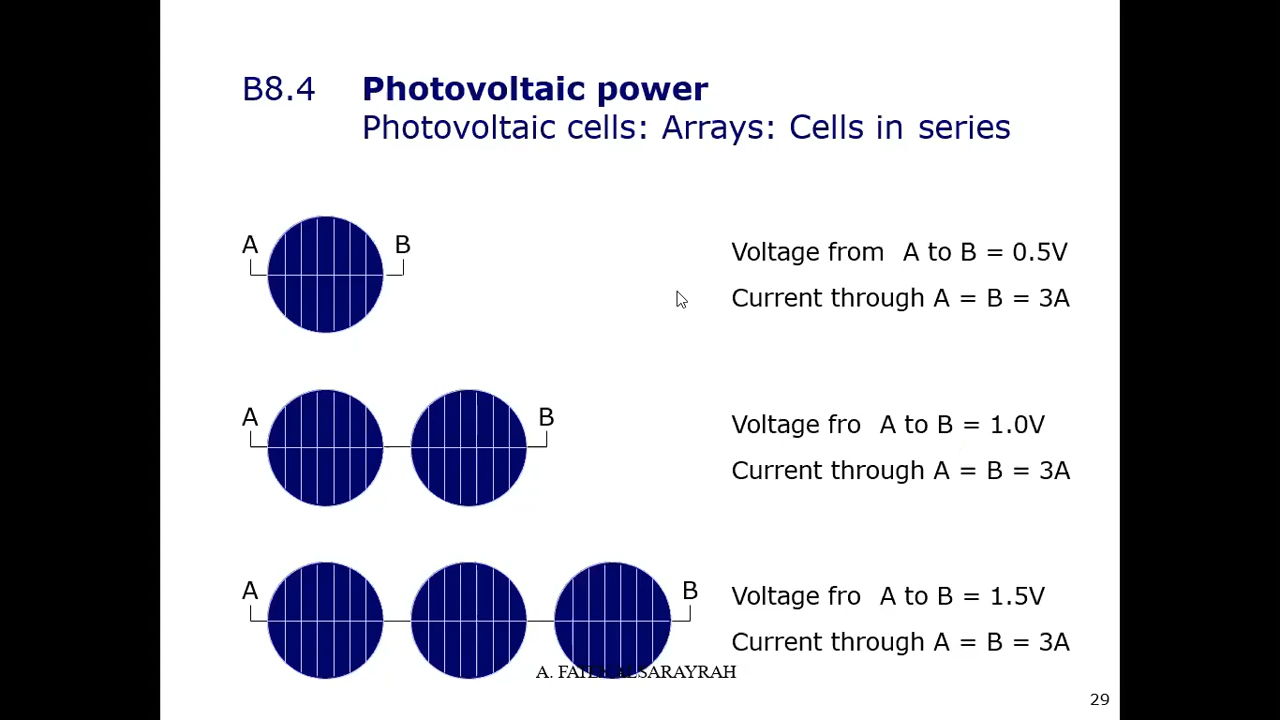 B8.4 Photovoltaic power
Photovoltaic cells: Arrays: Cells in series
A B
Voltage from A to B = 0.5V
Current through A = B = 3A
A B
Voltage fro A to B = 1.0V
Current through A = B = 3A
A B
Voltage fro A to B = 1.5V
Current through A = B = 3A
A. ALSARAYRAH
29